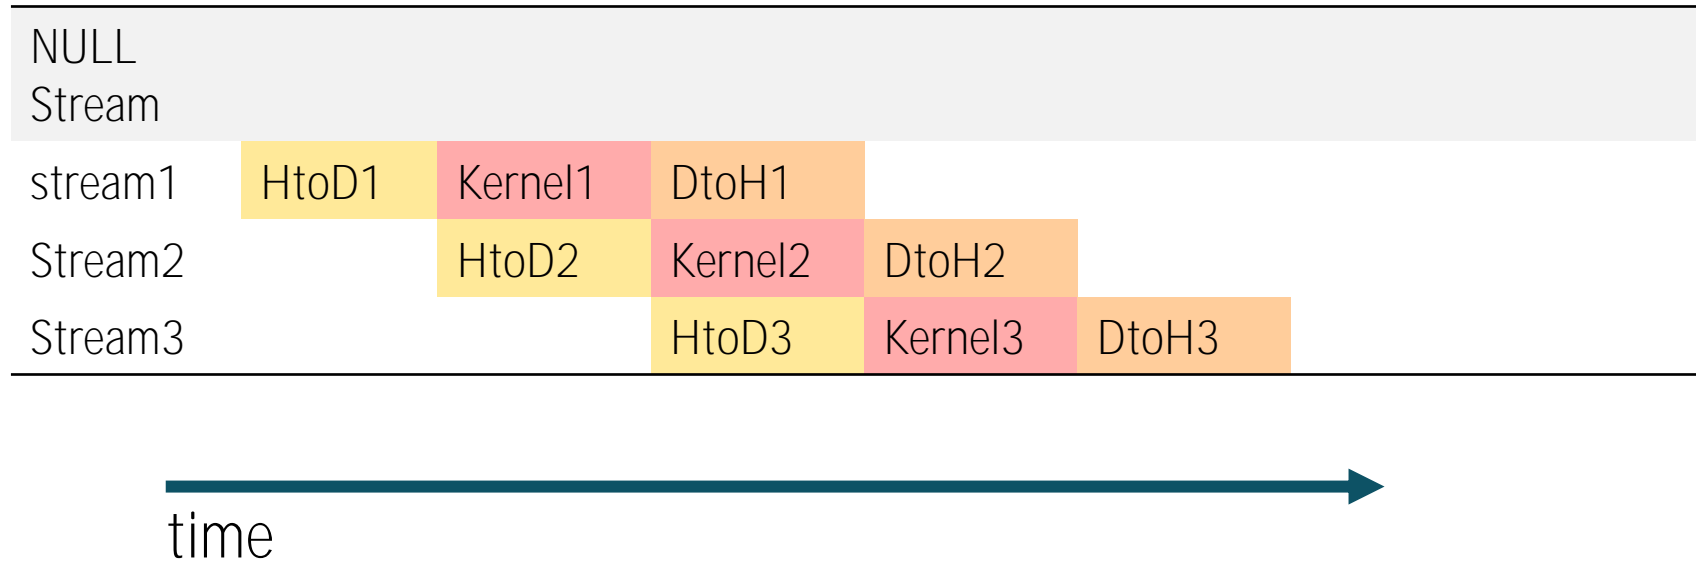 NULL
Stream
stream1 HtoD1 Kernel1 DtoH1
Stream2 HtoD2 Kernel2 DtoH2
Stream3 HtoD3 Kernel3 DtoH3
time